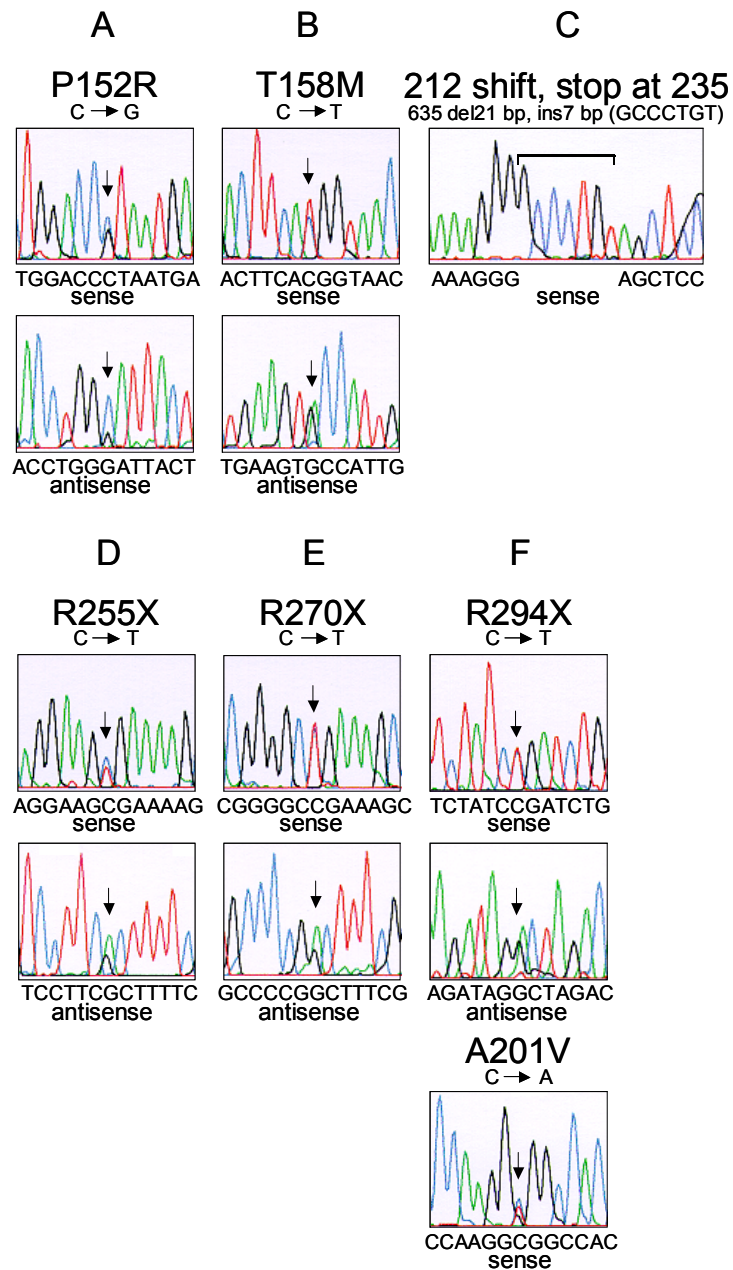 A
P152R
C → G
TGGACCCTAATGA
sense
ACCTGGGATTACT
antisense
B
T158M
C → T
ACTTCACGGTAAC
sense
TGAAGTGCCATTG
antisense
C
212 shift, stop at 235
635 del21 bp, ins7 bp (GCCCTGT)
AAAGGG AGCTCC
sense
D
R255X
C → T
AGGAAGCGAAAAG
sense
TCCTTCGCTTTTC
antisense
E
R270X
C → T
CGGGGCCGAAAGC
sense
GCCCCGGCTTTCG
antisense
F
R294X
C → T
TCTATCCGATCTG
sense
AGATAGGCTAGAC
antisense
A201V
C → A
CCAAGGCGGCCAC
sense